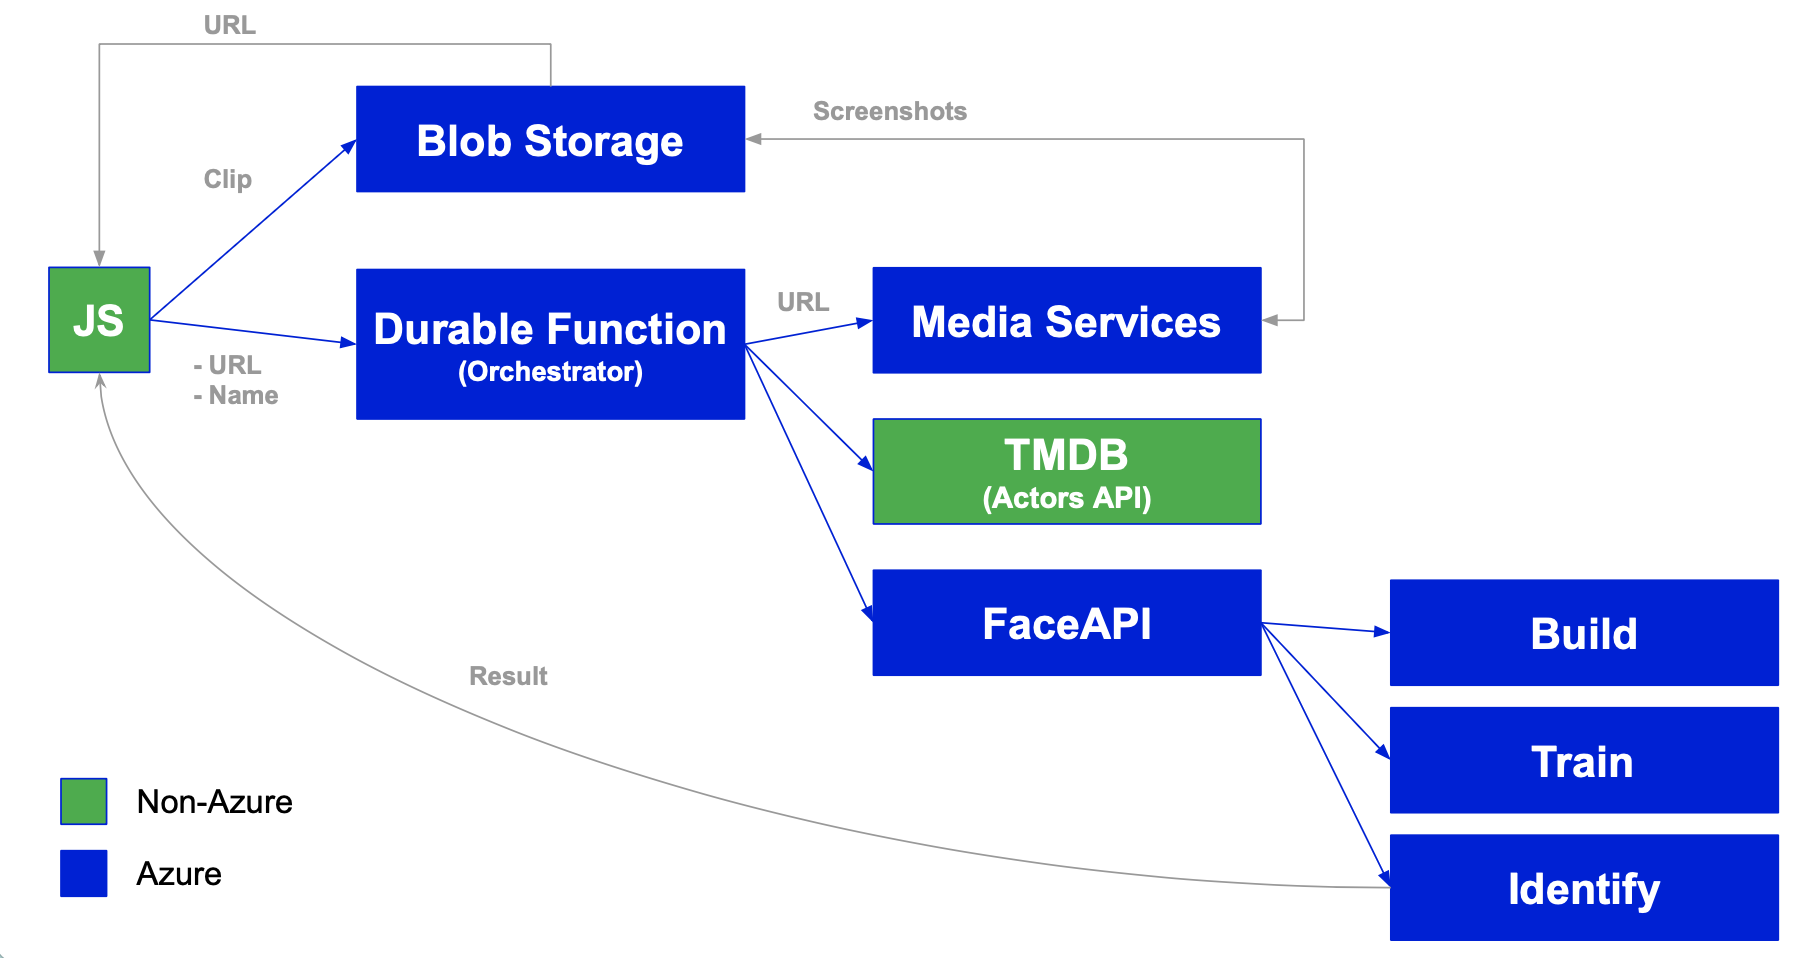 URL
Blob Storage
Screenshots
Clip
JS
Durable Function
(Orchestrator)
URL
Media Services
- URL
- Name
TMDB
(Actors API)
FaceAPI
Build
Result
Train
Non-Azure
Azure
Identify